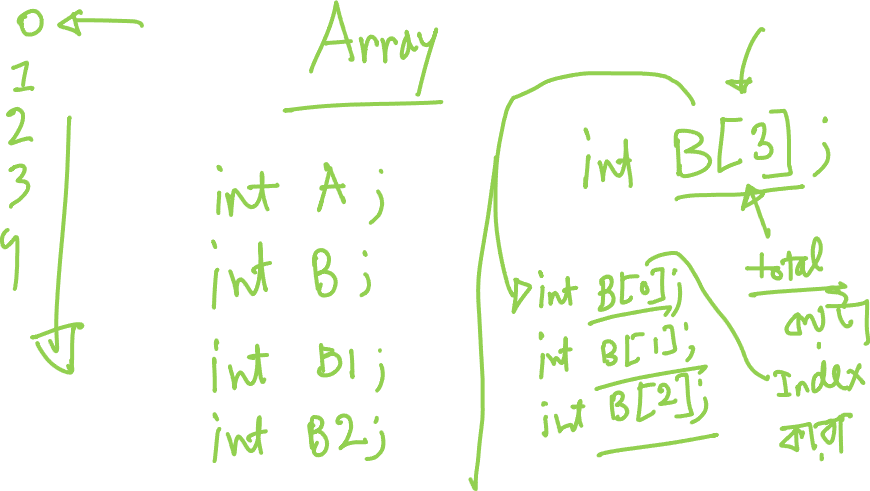 Array
0
1
2
3
int A;
int B;
int B1;
int B2;
int B[3];
total
int B[0];
int B[1];
int B[2];
Index